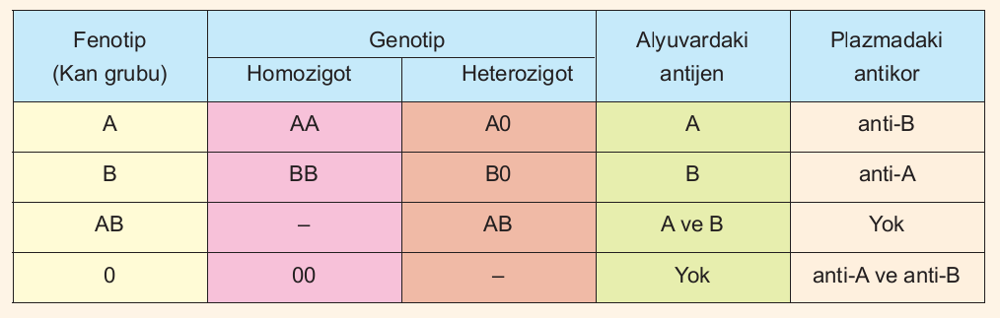 Fenotip
(Kan grubu)
Genotip
Homozigot Heterozigot
Alyuvardaki
antijen
Plazmadaki
antikor
A AA A0 A anti-B
B BB B0 B anti-A
AB – AB A ve B Yok
0 00 – Yok anti-A ve anti-B